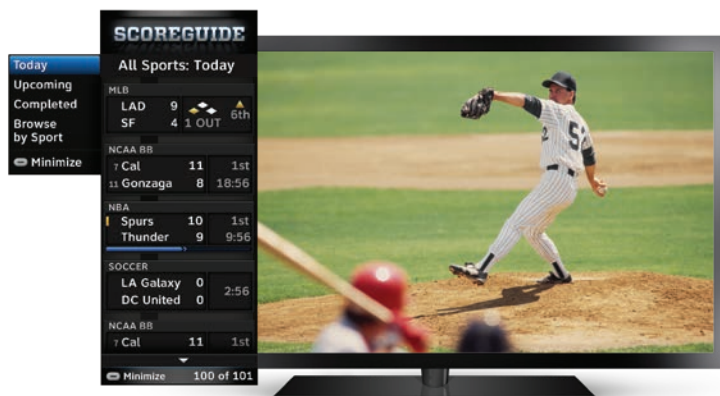 SCOREGUIDE
Today
Upcoming
Completed
Browse
by Sport
Minimize
All Sports: Today
MLB
LAD 9
SF 4 1 OUT 6th
NCAA BB
7 Cal 11 1st
11 Gonzaga 8 18:56
NBA
Spurs 10 1st
Thunder 9 9:56
SOCCER
LA Galaxy 0
DC United 0 2:56
NCAA BB
7 Cal 11 1st
Minimize 100 of 101
52